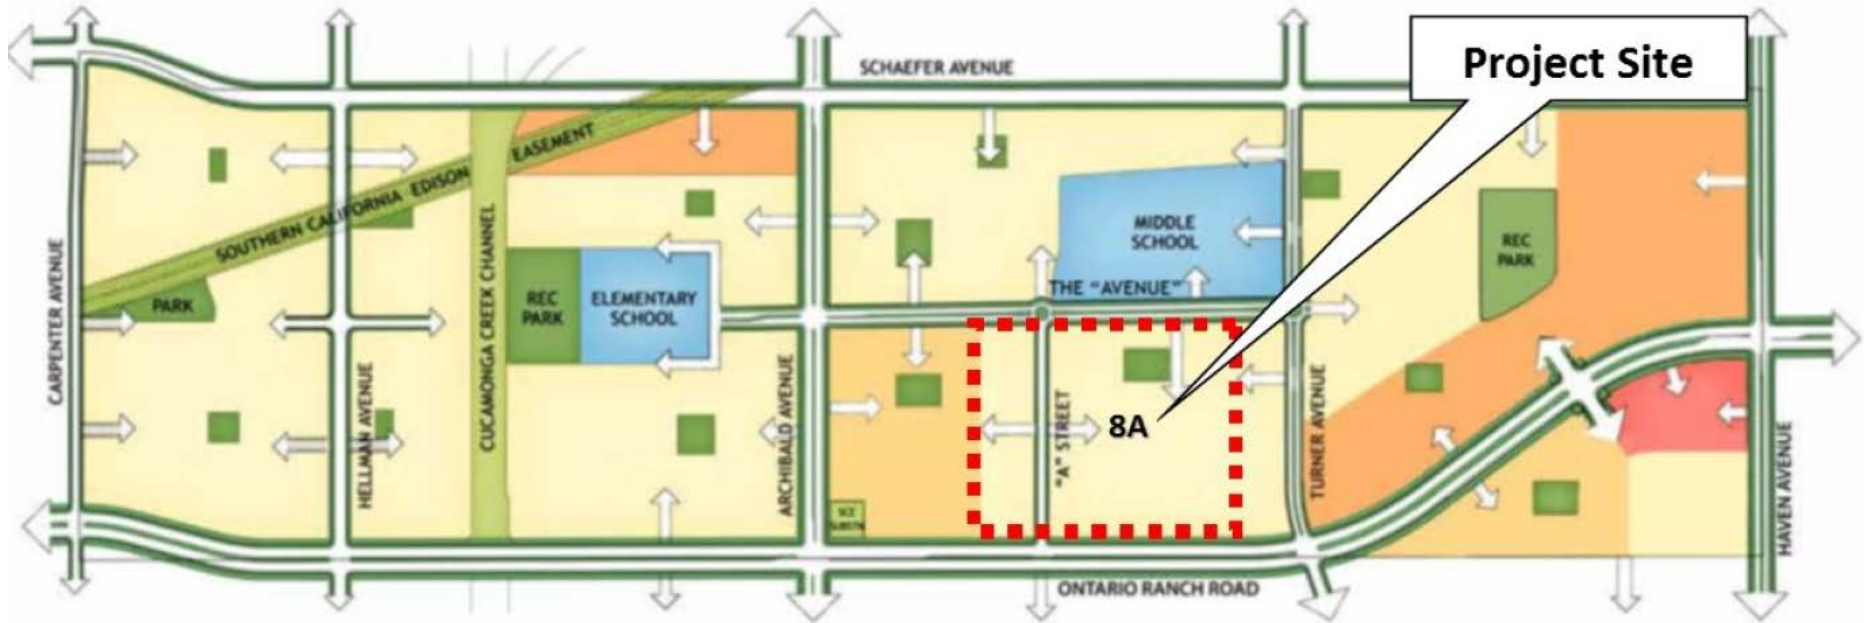 SCHAEFER AVENUE
Project Site
SOUTHERN CALIFORNIA EDISON EASEMENT
CARPENTER AVENUE
PARK
HELLMAN AVENUE
CUCAMONGA CREEK CHANNEL
REC
PARK
ELEMENTARY
SCHOOL
ARCHIBALD AVENUE
SCE
MIDDLE
SCHOOL
THE "AVENUE"
"A" STREET
8A
TURNER AVENUE
REC
PARK
HAVEN AVENUE
ONTARIO RANCH ROAD